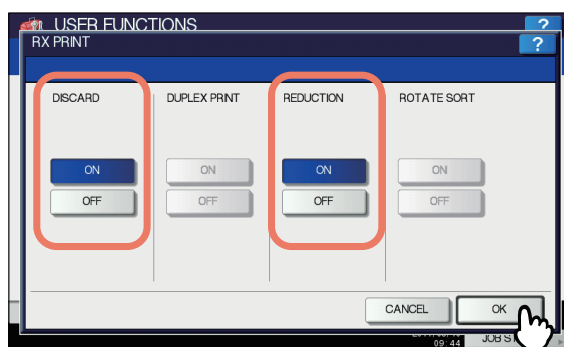 USER FUNCTIONS ?
RX PRINT ?
DISCARD DUPLEX PRINT REDUCTION ROTATE SORT
ON ON ON ON
OFF OFF OFF OFF
CANCEL OK
09:44 JOB